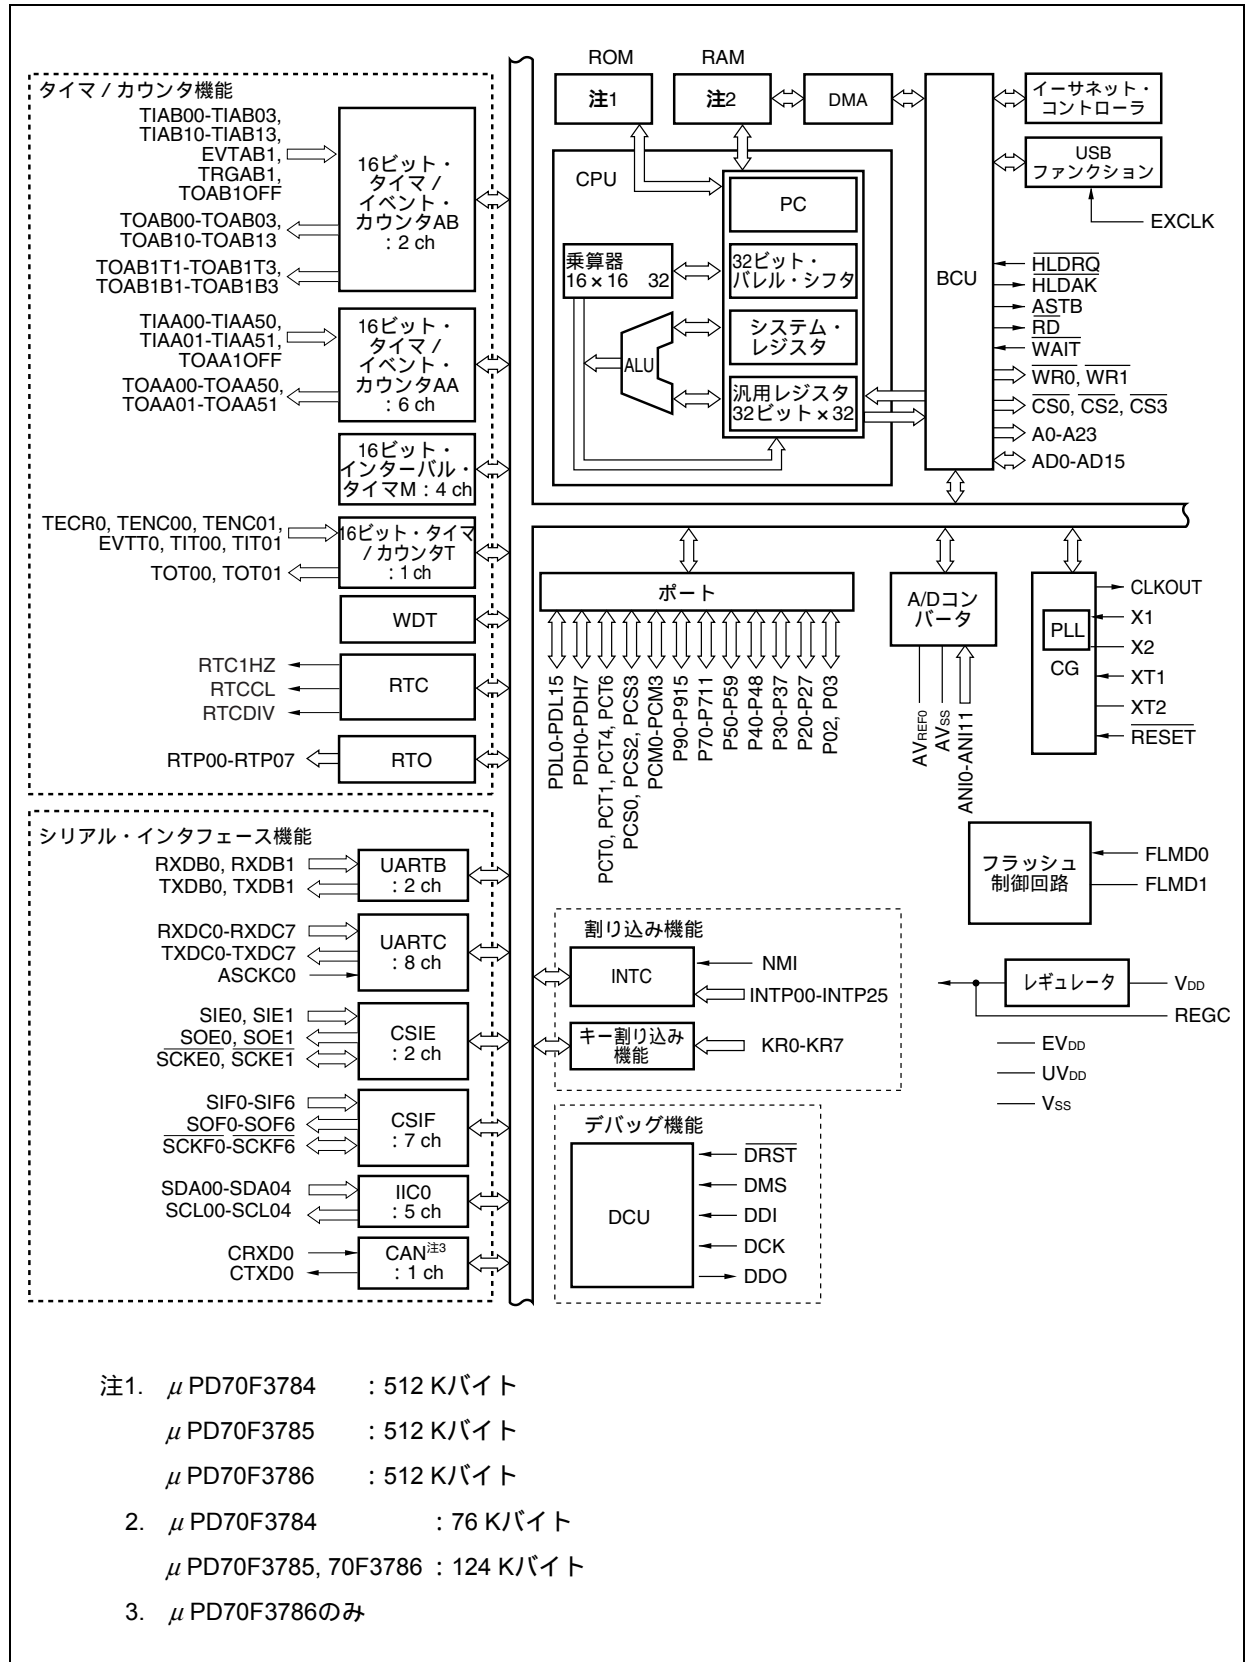 タイマ / カウンタ機能
TIAB00-TIAB03,
TIAB10-TIAB13,
EVTAB1,
TRGAB1,
TOAB1OFF
TOAB00-TOAB03,
TOAB10-TOAB13
TOAB1T1-TOAB1T3,
TOAB1B1-TOAB1B3
16ビット・
タイマ /
イベント・
カウンタAB
: 2 ch
TIAA00-TIAA50,
TIAA01-TIAA51,
TOAA1OFF
TOAA00-TOAA50,
TOAA01-TOAA51
16ビット・
タイマ /
イベント・
カウンタAA
: 6 ch
16ビット・
インターバル・
タイマM : 4 ch
TECR0, TENC00, TENC01,
EVTT0, TIT00, TIT01
TOT00, TOT01
16ビット・タイマ
/ カウンタT
: 1 ch
WDT
RTC1HZ
RTCCL
RTCDIV
RTC
RTP00-RTP07
RTO
シリアル・インタフェース機能
RXDB0, RXDB1
TXDB0, TXDB1
UARTB
: 2 ch
RXDC0-RXDC7
TXDC0-TXDC7
ASCKC0
UARTC
: 8 ch
SIE0, SIE1
SOE0, SOE1
SCKE0, SCKE1
CSIE
: 2 ch
SIF0-SIF6
SOF0-SOF6
SCKF0-SCKF6
CSIF
: 7 ch
SDA00-SDA04
SCL00-SCL04
IIC0
: 5 ch
CRXD0
CTXD0
CAN注3
: 1 ch
ROM
注1
RAM
注2
DMA
CPU
PC
乗算器
16×16 32
32ビット・
バレル・シフタ
ALU
システム・
レジスタ
汎用レジスタ
32ビット×32
BCU
イーサネット・
コントローラ
USB
ファンクション
EXCLK
HLDRQ
HLDAK
ASTB
RD
WAIT
WR0, WR1
CS0, CS2, CS3
A0-A23
AD0-AD15
ポート
PDL0-PDL15
PDH0-PDH7
PCT0, PCT1, PCT4, PCT6
PCS0, PCS2, PCS3
PCM0-PCM3
P90-P915
P70-P711
P50-P59
P40-P48
P30-P37
P20-P27
P02, P03
A/Dコン
バータ
AVREF0
AVSS
ANI0-ANI11
PLL
CG
CLKOUT
X1
X2
XT1
XT2
RESET
フラッシュ
制御回路
FLMD0
FLMD1
割り込み機能
INTC
NMI
INTP00-INTP25
キー割り込み
機能
KR0-KR7
レギュレータ
VDD
REGC
EVDD
UVDD
VSS
デバッグ機能
DCU
DRST
DMS
DDI
DCK
DDO
注1. μPD70F3784 : 512 Kバイト
μPD70F3785 : 512 Kバイト
μPD70F3786 : 512 Kバイト
2. μPD70F3784 : 76 Kバイト
μPD70F3785, 70F3786 : 124 Kバイト
3. μPD70F3786のみ